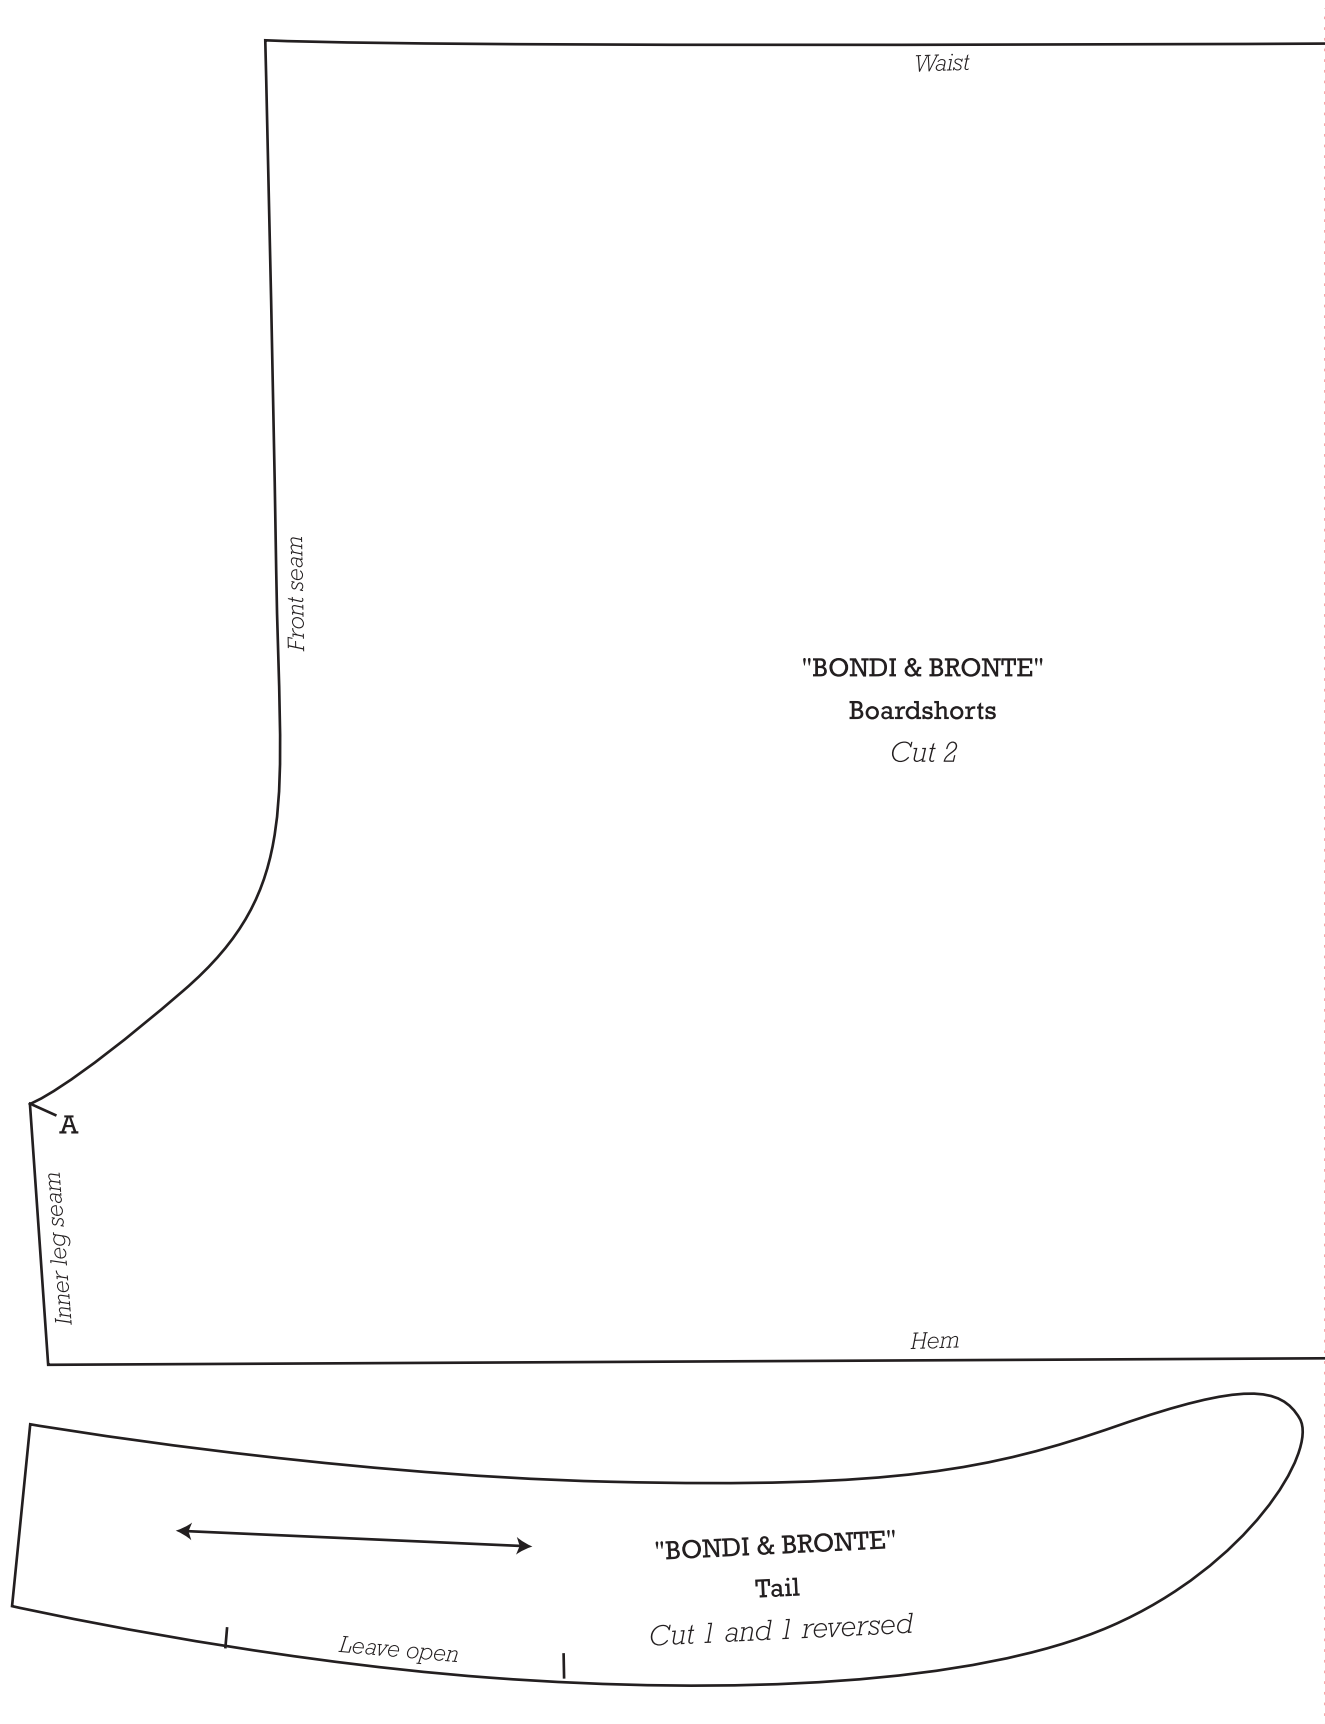 Waist
Front seam
"BONDI & BRONTE"
Boardshorts
Cut 2
A
Inner leg seam
Hem
"BONDI & BRONTE"
Tail
Cut 1 and 1 reversed
Leave open